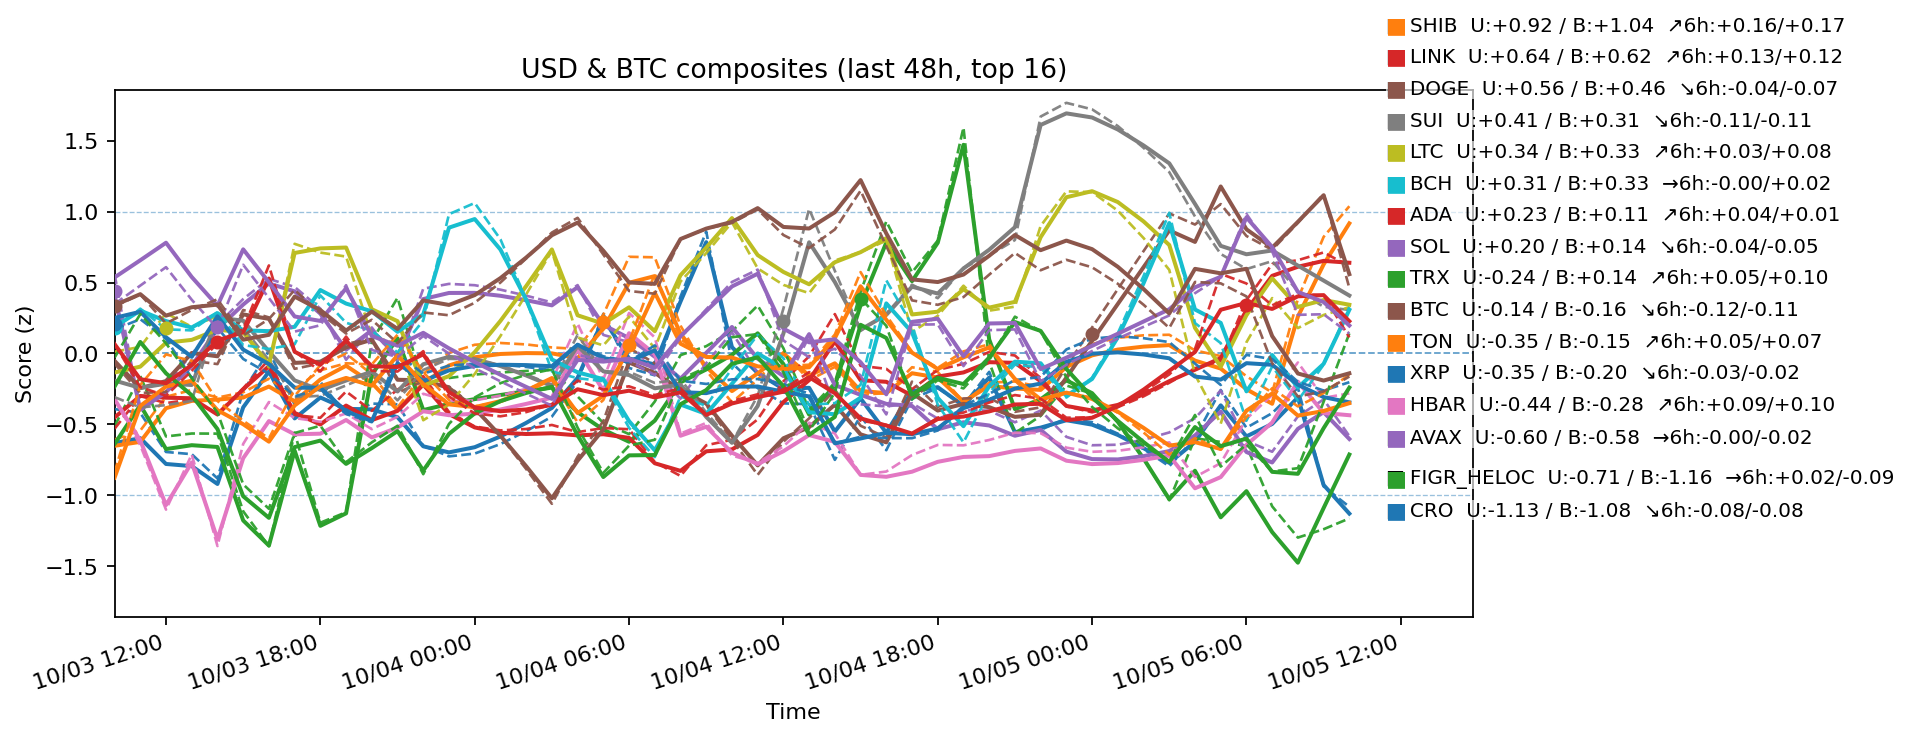 SHIB U:+0.92 / B:+1.04 ↗6h:+0.16/+0.17
LINK U:+0.64 / B:+0.62 ↗6h:+0.13/+0.12
USD & BTC composites (last 48h, top 16)
DOGE U:+0.56 / B:+0.46 ↘6h:-0.04/-0.07
SUI U:+0.41 / B:+0.31 ↘6h:-0.11/-0.11
LTC U:+0.34 / B:+0.33 ↗6h:+0.03/+0.08
BCH U:+0.31 / B:+0.33 →6h:-0.00/+0.02
ADA U:+0.23 / B:+0.11 ↗6h:+0.04/+0.01
SOL U:+0.20 / B:+0.14 ↘6h:-0.04/-0.05
TRX U:-0.24 / B:+0.14 ↗6h:+0.05/+0.10
BTC U:-0.14 / B:-0.16 ↘6h:-0.12/-0.11
TON U:-0.35 / B:-0.15 ↗6h:+0.05/+0.07
XRP U:-0.35 / B:-0.20 ↘6h:-0.03/-0.02
HBAR U:-0.44 / B:-0.28 ↗6h:+0.09/+0.10
AVAX U:-0.60 / B:-0.58 →6h:-0.00/-0.02
FIGR_HELOC U:-0.71 / B:-1.16 →6h:+0.02/-0.09
CRO U:-1.13 / B:-1.08 ↘6h:-0.08/-0.08
Score (z)
1.5
1.0
0.5
0.0
−0.5
−1.0
−1.5
10/03 12:00
10/03 18:00
10/04 00:00
10/04 06:00
10/04 12:00
10/04 18:00
10/05 00:00
10/05 06:00
10/05 12:00
Time